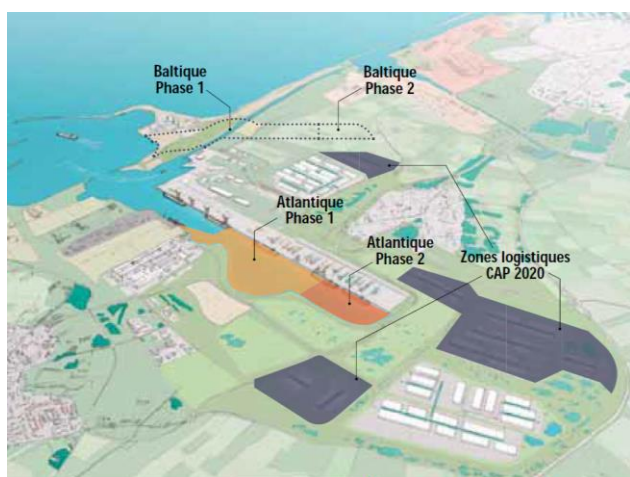 Baltique
Phase 1
Baltique
Phase 2
Atlantique
Phase 1
Atlantique
Phase 2
Zones logistiques
CAP 2020